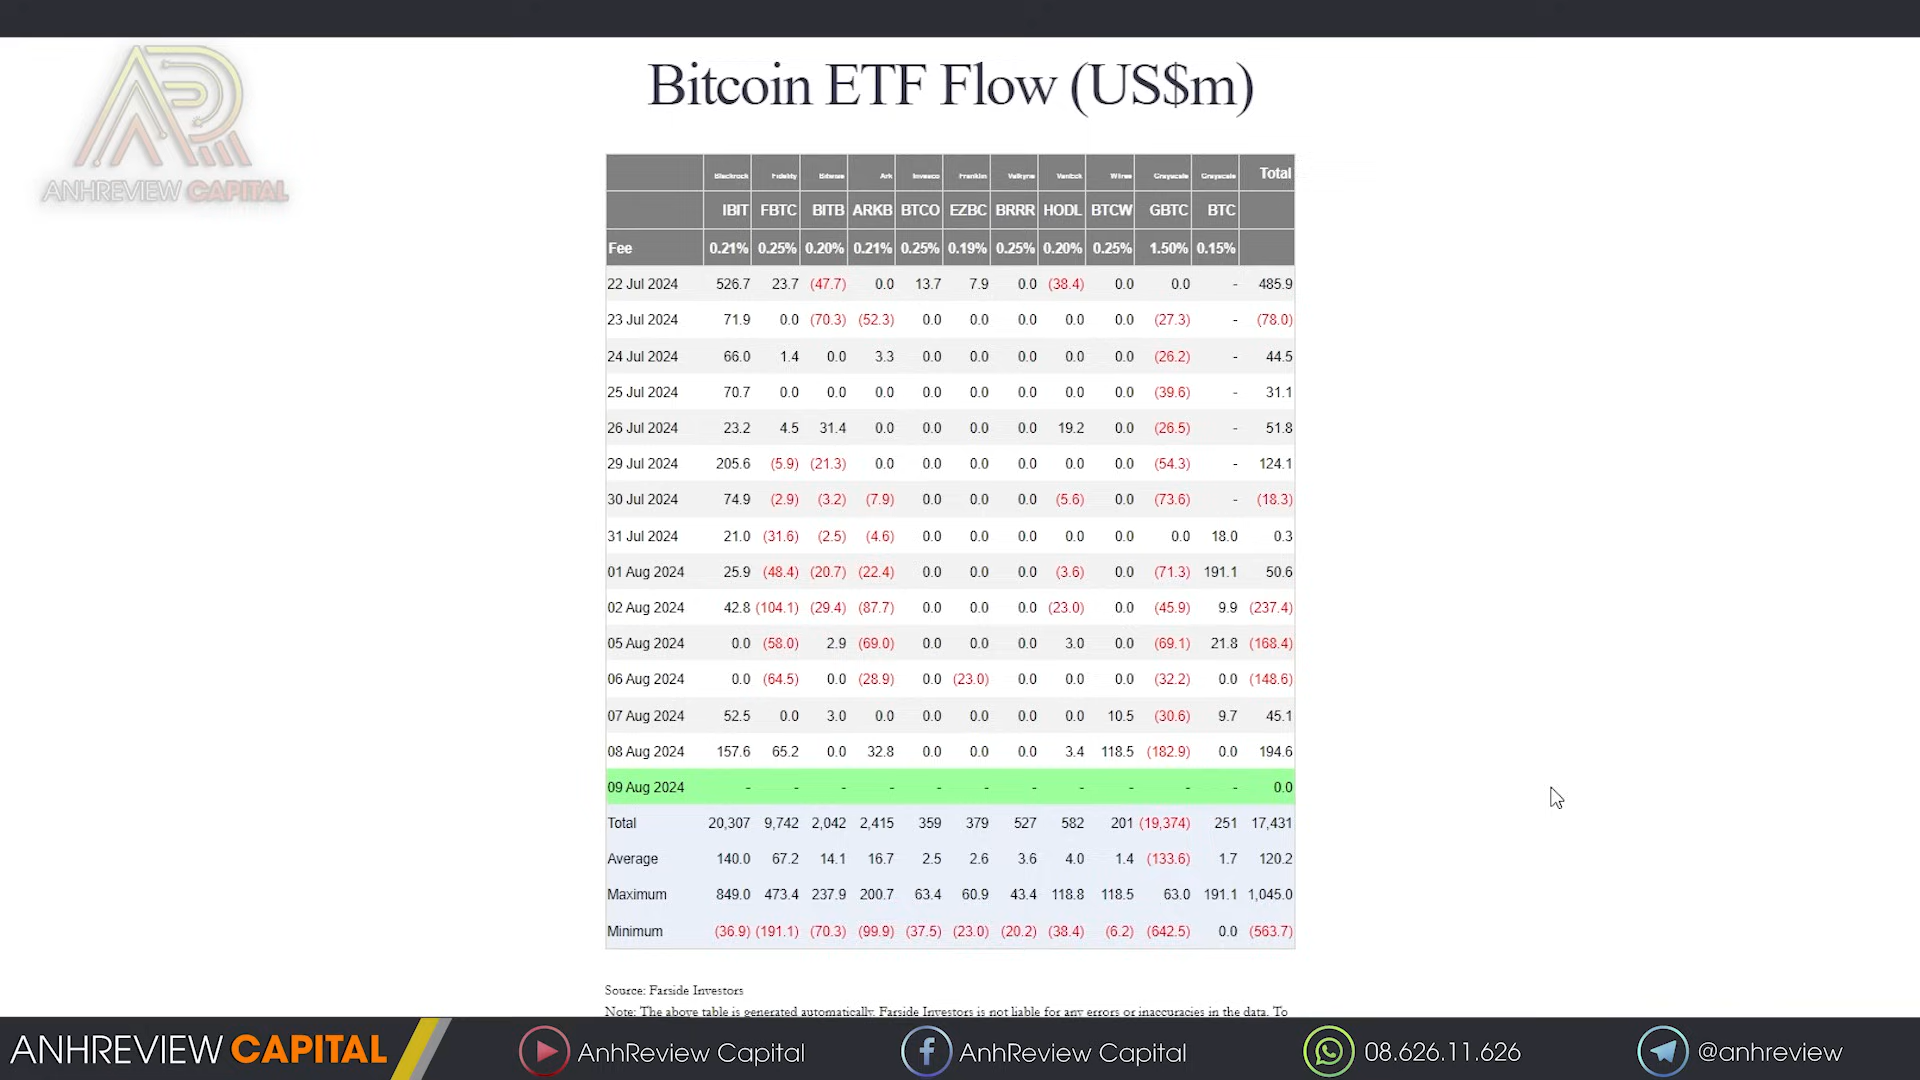 ANHREVIEW CAPITAL
Bitcoin ETF Flow (US$m)
Blackrock Fidelity Bitwise Ark Invesco Franklin Valkyrie VanEck WTree Grayscale Grayscale Total
IBIT FBTC BITB ARKB BTCO EZBC BRRR HODL BTCW GBTC BTC
Fee 0.21% 0.25% 0.20% 0.21% 0.25% 0.19% 0.25% 0.20% 0.25% 1.50% 0.15%
22 Jul 2024 526.7 23.7 (47.7) 0.0 13.7 7.9 0.0 (38.4) 0.0 0.0 - 485.9
23 Jul 2024 71.9 0.0 (70.3) (52.3) 0.0 0.0 0.0 0.0 0.0 (27.3) - (78.0)
24 Jul 2024 66.0 1.4 0.0 3.3 0.0 0.0 0.0 0.0 0.0 (26.2) - 44.5
25 Jul 2024 70.7 0.0 0.0 0.0 0.0 0.0 0.0 0.0 0.0 (39.6) - 31.1
26 Jul 2024 23.2 4.5 31.4 0.0 0.0 0.0 0.0 19.2 0.0 (26.5) - 51.8
29 Jul 2024 205.6 (5.9) (21.3) 0.0 0.0 0.0 0.0 0.0 0.0 (54.3) - 124.1
30 Jul 2024 74.9 (2.9) (3.2) (7.9) 0.0 0.0 0.0 (5.6) 0.0 (73.6) - (18.3)
31 Jul 2024 21.0 (31.6) (2.5) (4.6) 0.0 0.0 0.0 0.0 0.0 0.0 18.0 0.3
01 Aug 2024 25.9 (48.4) (20.7) (22.4) 0.0 0.0 0.0 (3.6) 0.0 (71.3) 191.1 50.6
02 Aug 2024 42.8 (104.1) (29.4) (87.7) 0.0 0.0 0.0 (23.0) 0.0 (45.9) 9.9 (237.4)
05 Aug 2024 0.0 (58.0) 2.9 (69.0) 0.0 0.0 0.0 3.0 0.0 (69.1) 21.8 (168.4)
06 Aug 2024 0.0 (64.5) 0.0 (28.9) 0.0 (23.0) 0.0 0.0 0.0 (32.2) 0.0 (148.6)
07 Aug 2024 52.5 0.0 3.0 0.0 0.0 0.0 0.0 0.0 10.5 (30.6) 9.7 45.1
08 Aug 2024 157.6 65.2 0.0 32.8 0.0 0.0 0.0 3.4 118.5 (182.9) 0.0 194.6
09 Aug 2024 - - - - - - - - - - - 0.0
Total 20,307 9,742 2,042 2,415 359 379 527 582 201 (19,374) 251 17,431
Average 140.0 67.2 14.1 16.7 2.5 2.6 3.6 4.0 1.4 (133.6) 1.7 120.2
Maximum 849.0 473.4 237.9 200.7 63.4 60.9 43.4 118.8 118.5 63.0 191.1 1,045.0
Minimum (36.9) (191.1) (70.3) (99.9) (37.5) (23.0) (20.2) (38.4) (6.2) (642.5) 0.0 (563.7)
Source: Farside Investors
Note: The above table is generated automatically. Farside Investors is not liable for any errors or inaccuracies in the data. To
ANHREVIEW CAPITAL AnhReview Capital AnhReview Capital 08.626.11.626 @anhreview